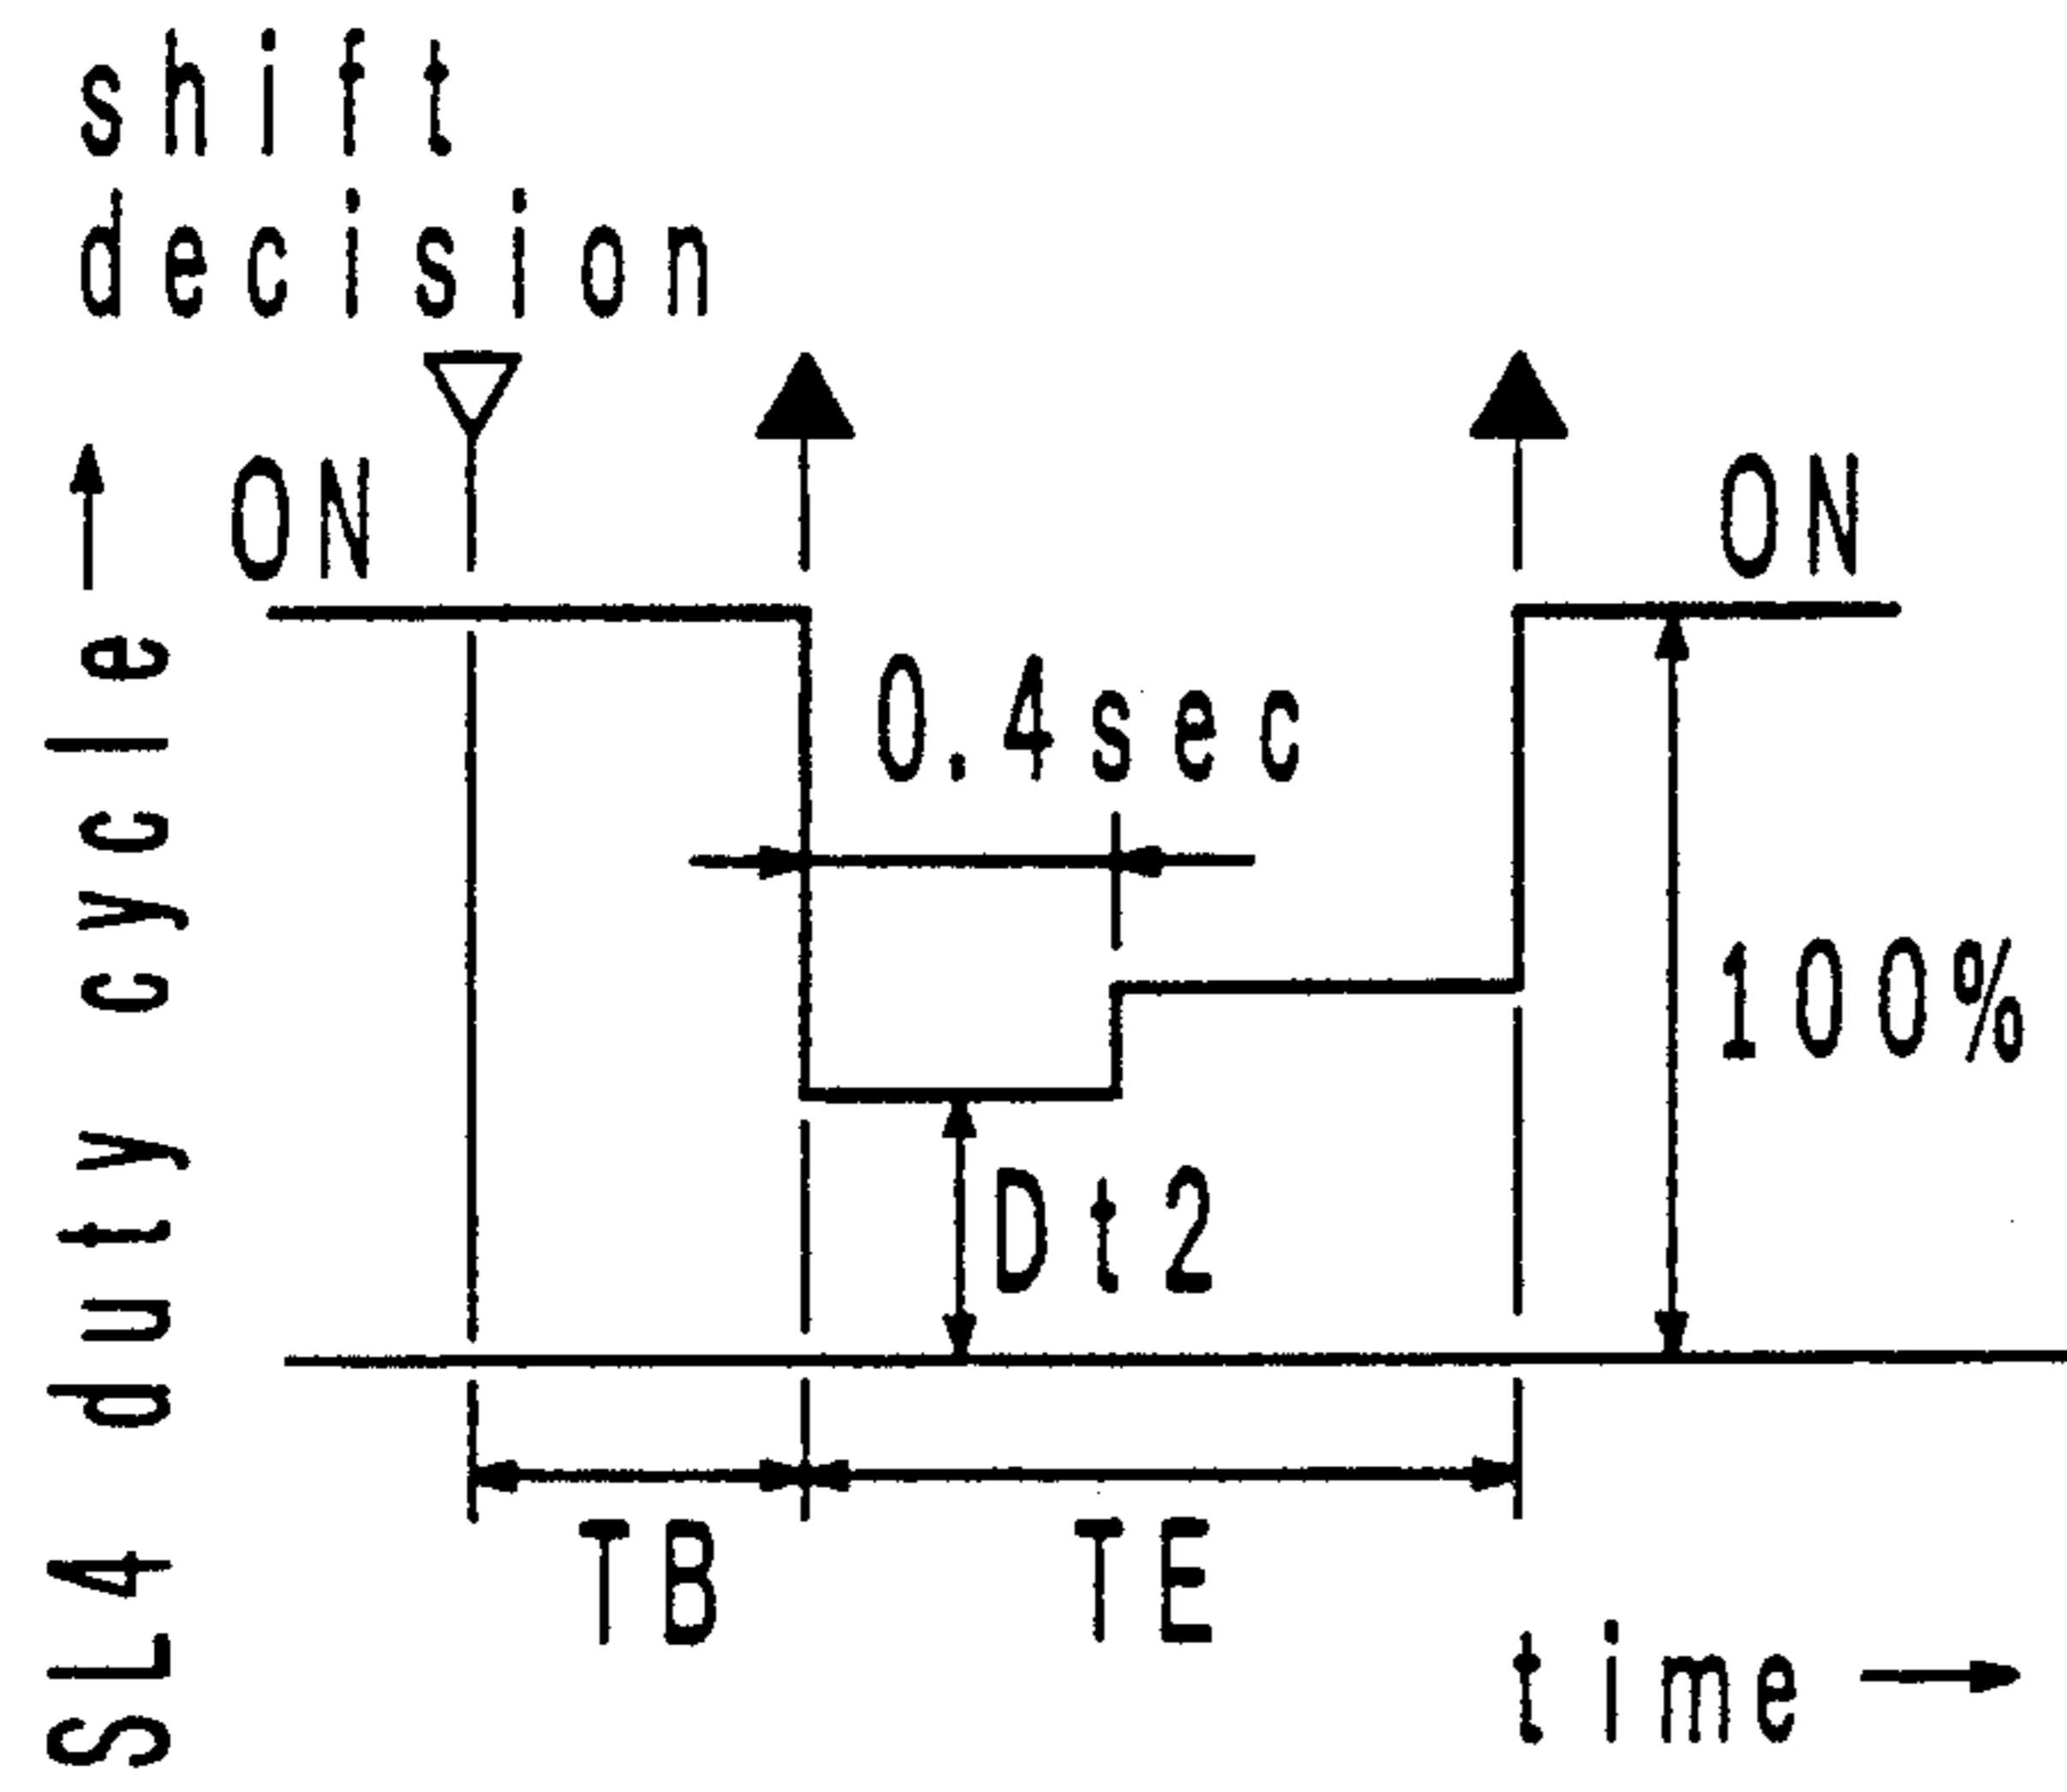 shift
decision
ON
ON
0.4sec
100%
Dt2
TB
TE
time
SL4 duty cycle